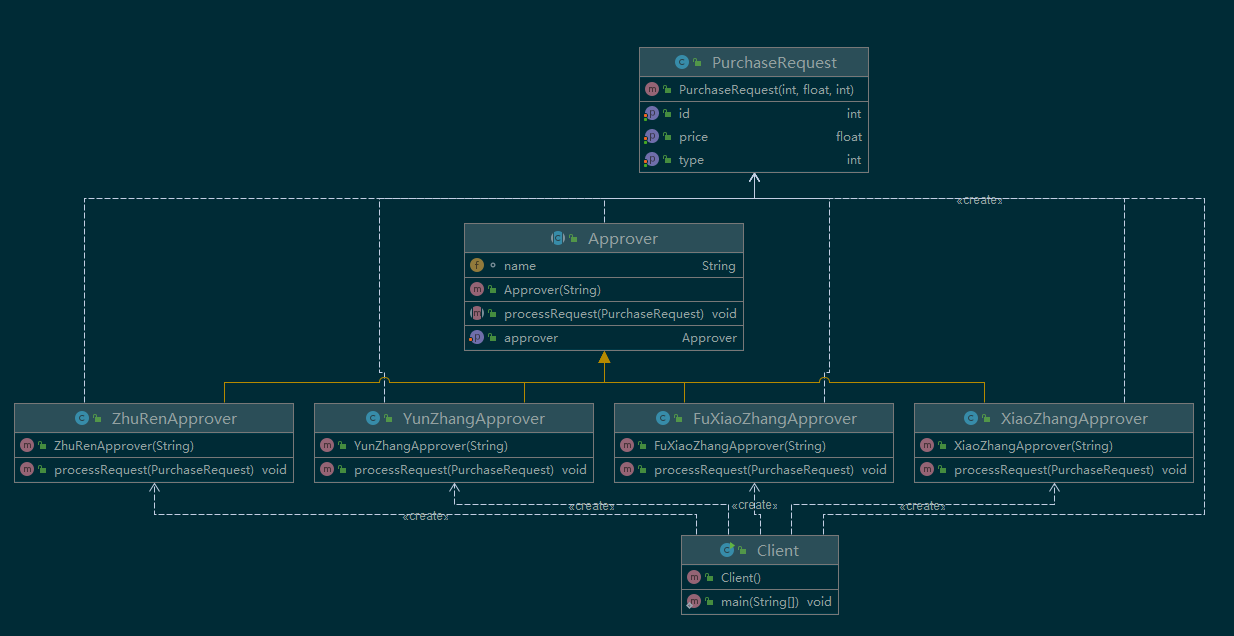 PurchaseRequest
PurchaseRequest(int, float, int)
id int
price float
type int
«create»
Approver
name String
Approver(String)
processRequest(PurchaseRequest) void
approver Approver
ZhuRenApprover
ZhuRenApprover(String)
processRequest(PurchaseRequest) void
YunZhangApprover
YunZhangApprover(String)
processRequest(PurchaseRequest) void
FuXiaoZhangApprover
FuXiaoZhangApprover(String)
processRequest(PurchaseRequest) void
XiaoZhangApprover
XiaoZhangApprover(String)
processRequest(PurchaseRequest) void
«create»
«create»
«create»
«create»
Client
Client()
main(String[]) void